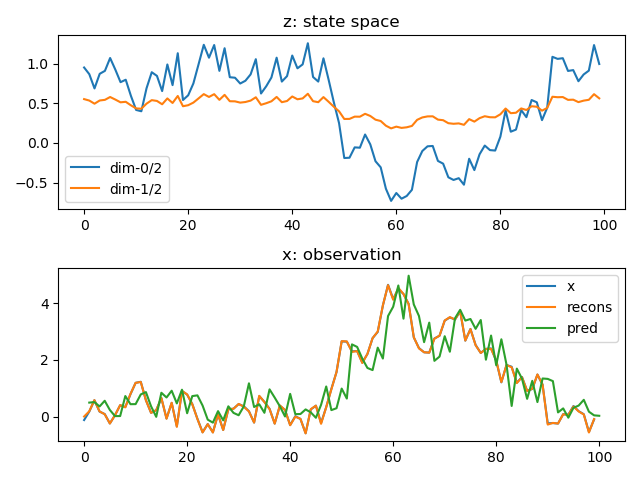 z: state space
1.0
0.5
0.0
−0.5
dim-0/2
dim-1/2
0 20 40 60 80 100
x: observation
4
2
0
x
recons
pred
0 20 40 60 80 100